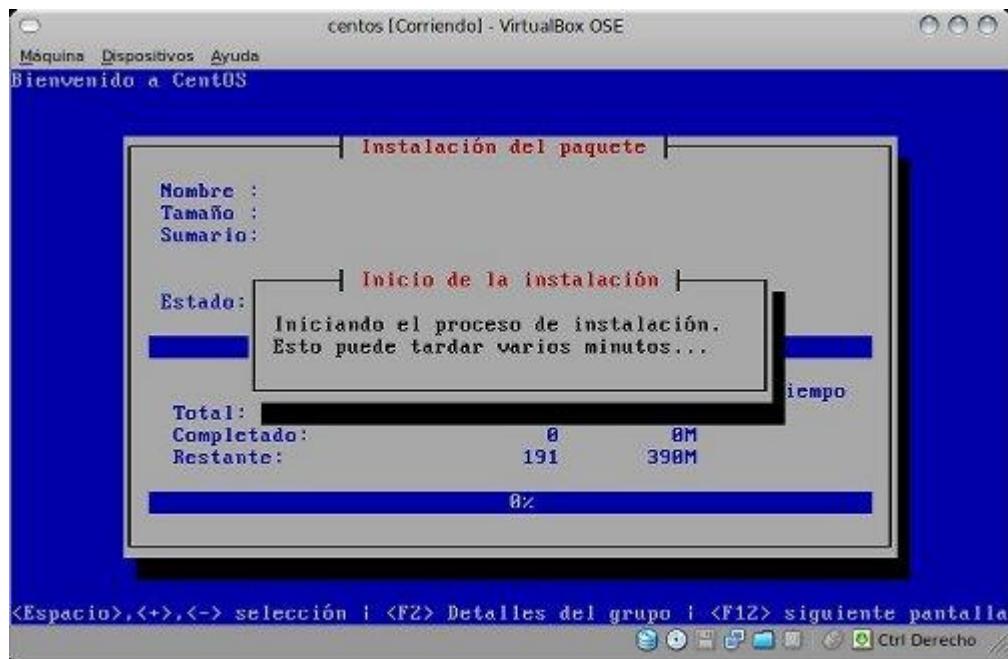 centos [Corriendo] - VirtualBox OSE
Máquina Dispositivos Ayuda
Bienvenido a CentOS
Instalación del paquete
Nombre :
Tamaño :
Sumario:
Inicio de la instalación
Estado:
Iniciando el proceso de instalación.
Esto puede tardar varios minutos...
iempo
Total:
Completado: 0 0M
Restante: 191 390M
0%
<Espacio>,<+>,<-> selección | <F2> Detalles del grupo | <F12> siguiente pantalla
Ctrl Derecho